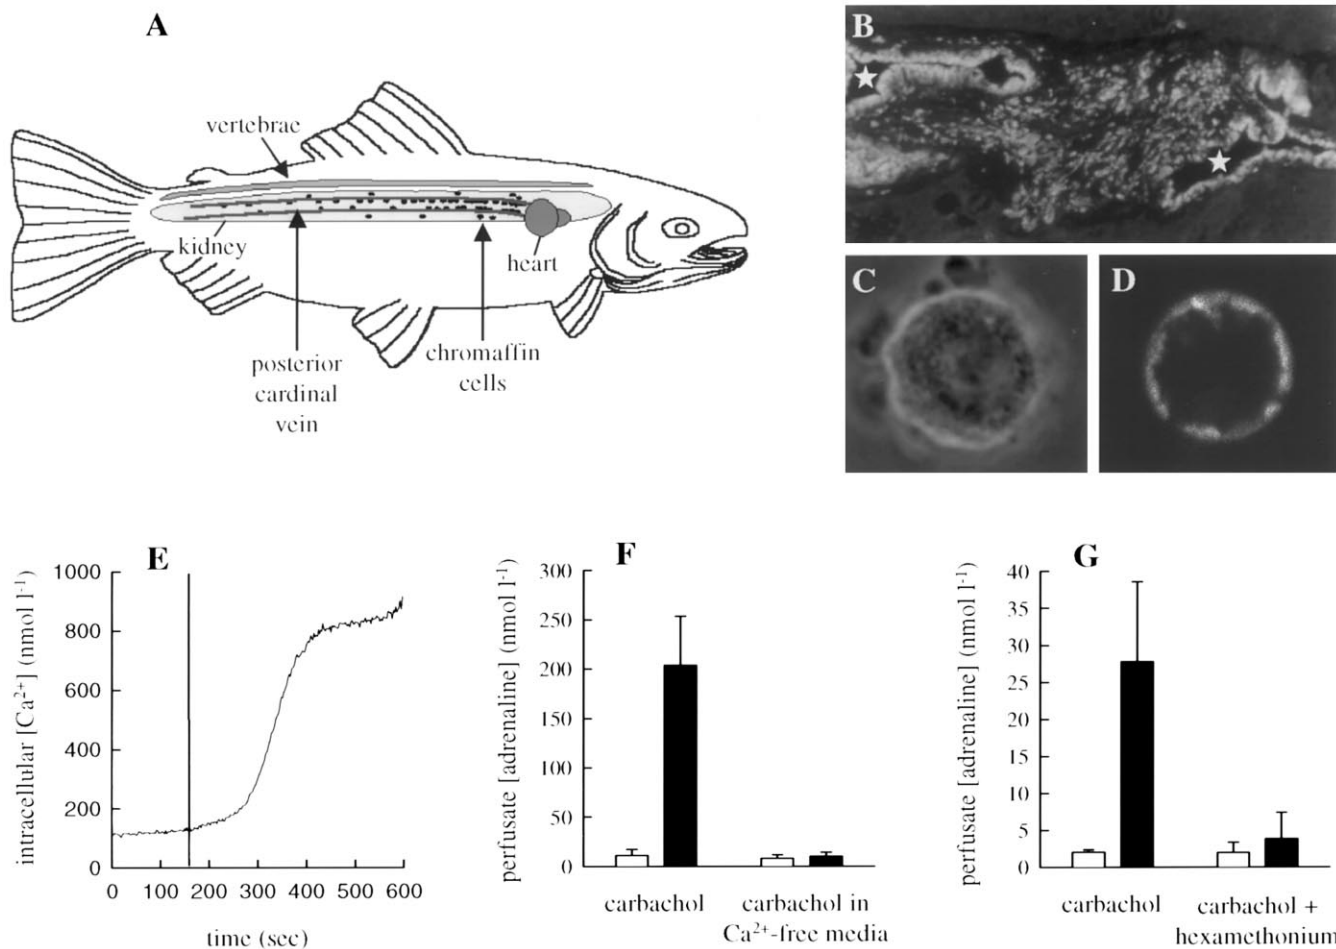 A
vertebrae
kidney
heart
posterior
cardinal
vein
chromaffin
cells
B
C
D
E
intracellular [Ca²⁺] (nmol l⁻¹)
1000
800
600
400
200
0
0 100 200 300 400 500 600
time (sec)
F
perfusate [adrenaline] (nmol l⁻¹)
300
250
200
150
100
50
0
carbachol
carbachol in
Ca²⁺-free media
G
perfusate [adrenaline] (nmol l⁻¹)
40
35
30
25
20
15
10
5
0
carbachol
carbachol +
hexamethonium